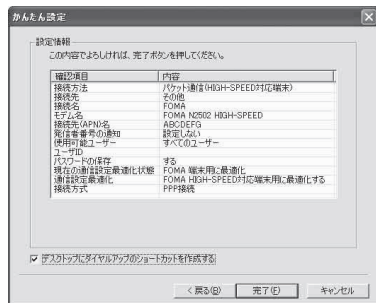 かんたん設定
設定情報
この内容でよろしければ、完了ボタンを押してください。
確認項目 内容
接続方法 パケット通信(HIGH-SPEED対応端末)
接続先 その他
接続名 FOMA
モデム名 FOMA N2502 HIGH-SPEED
接続先(APN)名 ABCDEFG
発信者番号の通知 設定しない
使用可能ユーザー すべてのユーザー
ユーザID
パスワードの保存 する
現在の通信設定最適化状態 FOMA 端末用に最適化
通信設定最適化 FOMA HIGH-SPEED対応端末用に最適化する
接続方式 PPP接続
デスクトップにダイヤルアップのショートカットを作成する
< 戻る(B) 完了(F) キャンセル